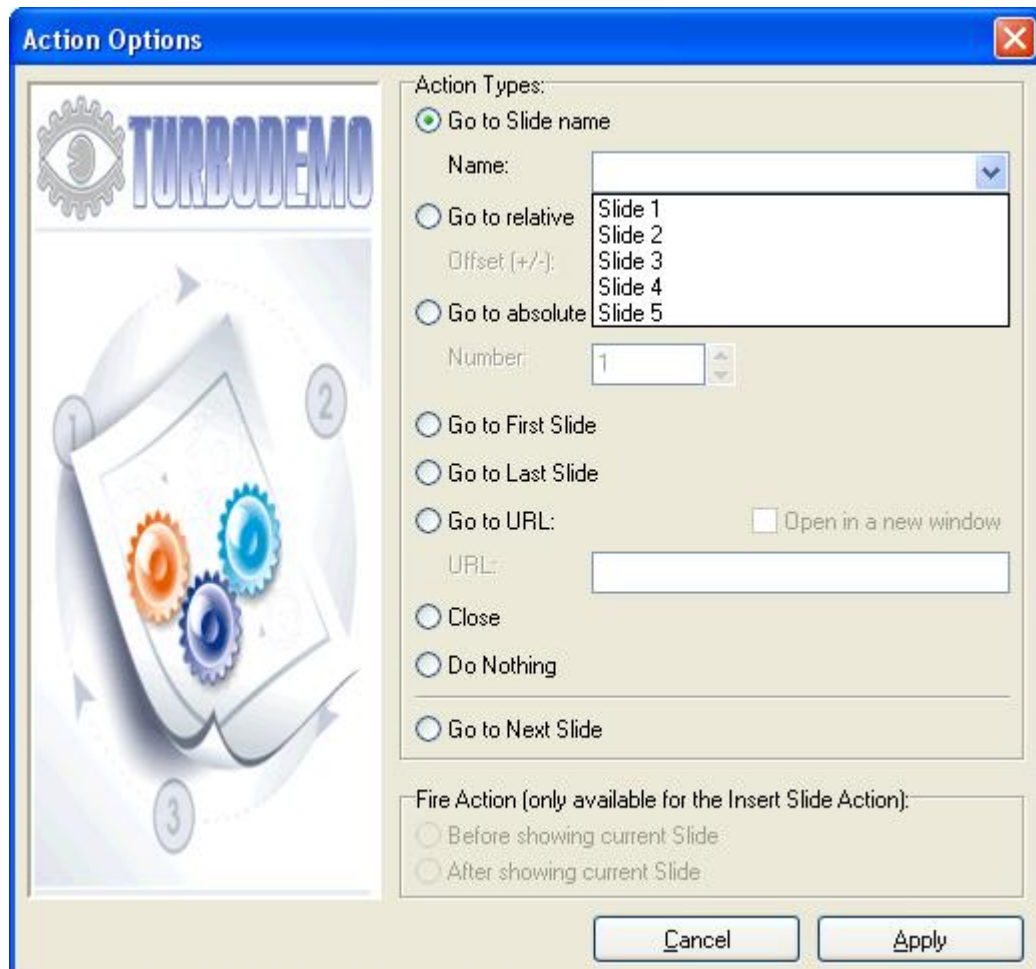 Action Options
TURBODEMO
1
2
3
Action Types:
Go to Slide name
Name:
Slide 1
Slide 2
Slide 3
Slide 4
Slide 5
Go to relative
Offset (+/-):
Go to absolute
Number:
1
Go to First Slide
Go to Last Slide
Go to URL:
Open in a new window
URL:
Close
Do Nothing
Go to Next Slide
Fire Action (only available for the Insert Slide Action):
Before showing current Slide
After showing current Slide
Cancel
Apply